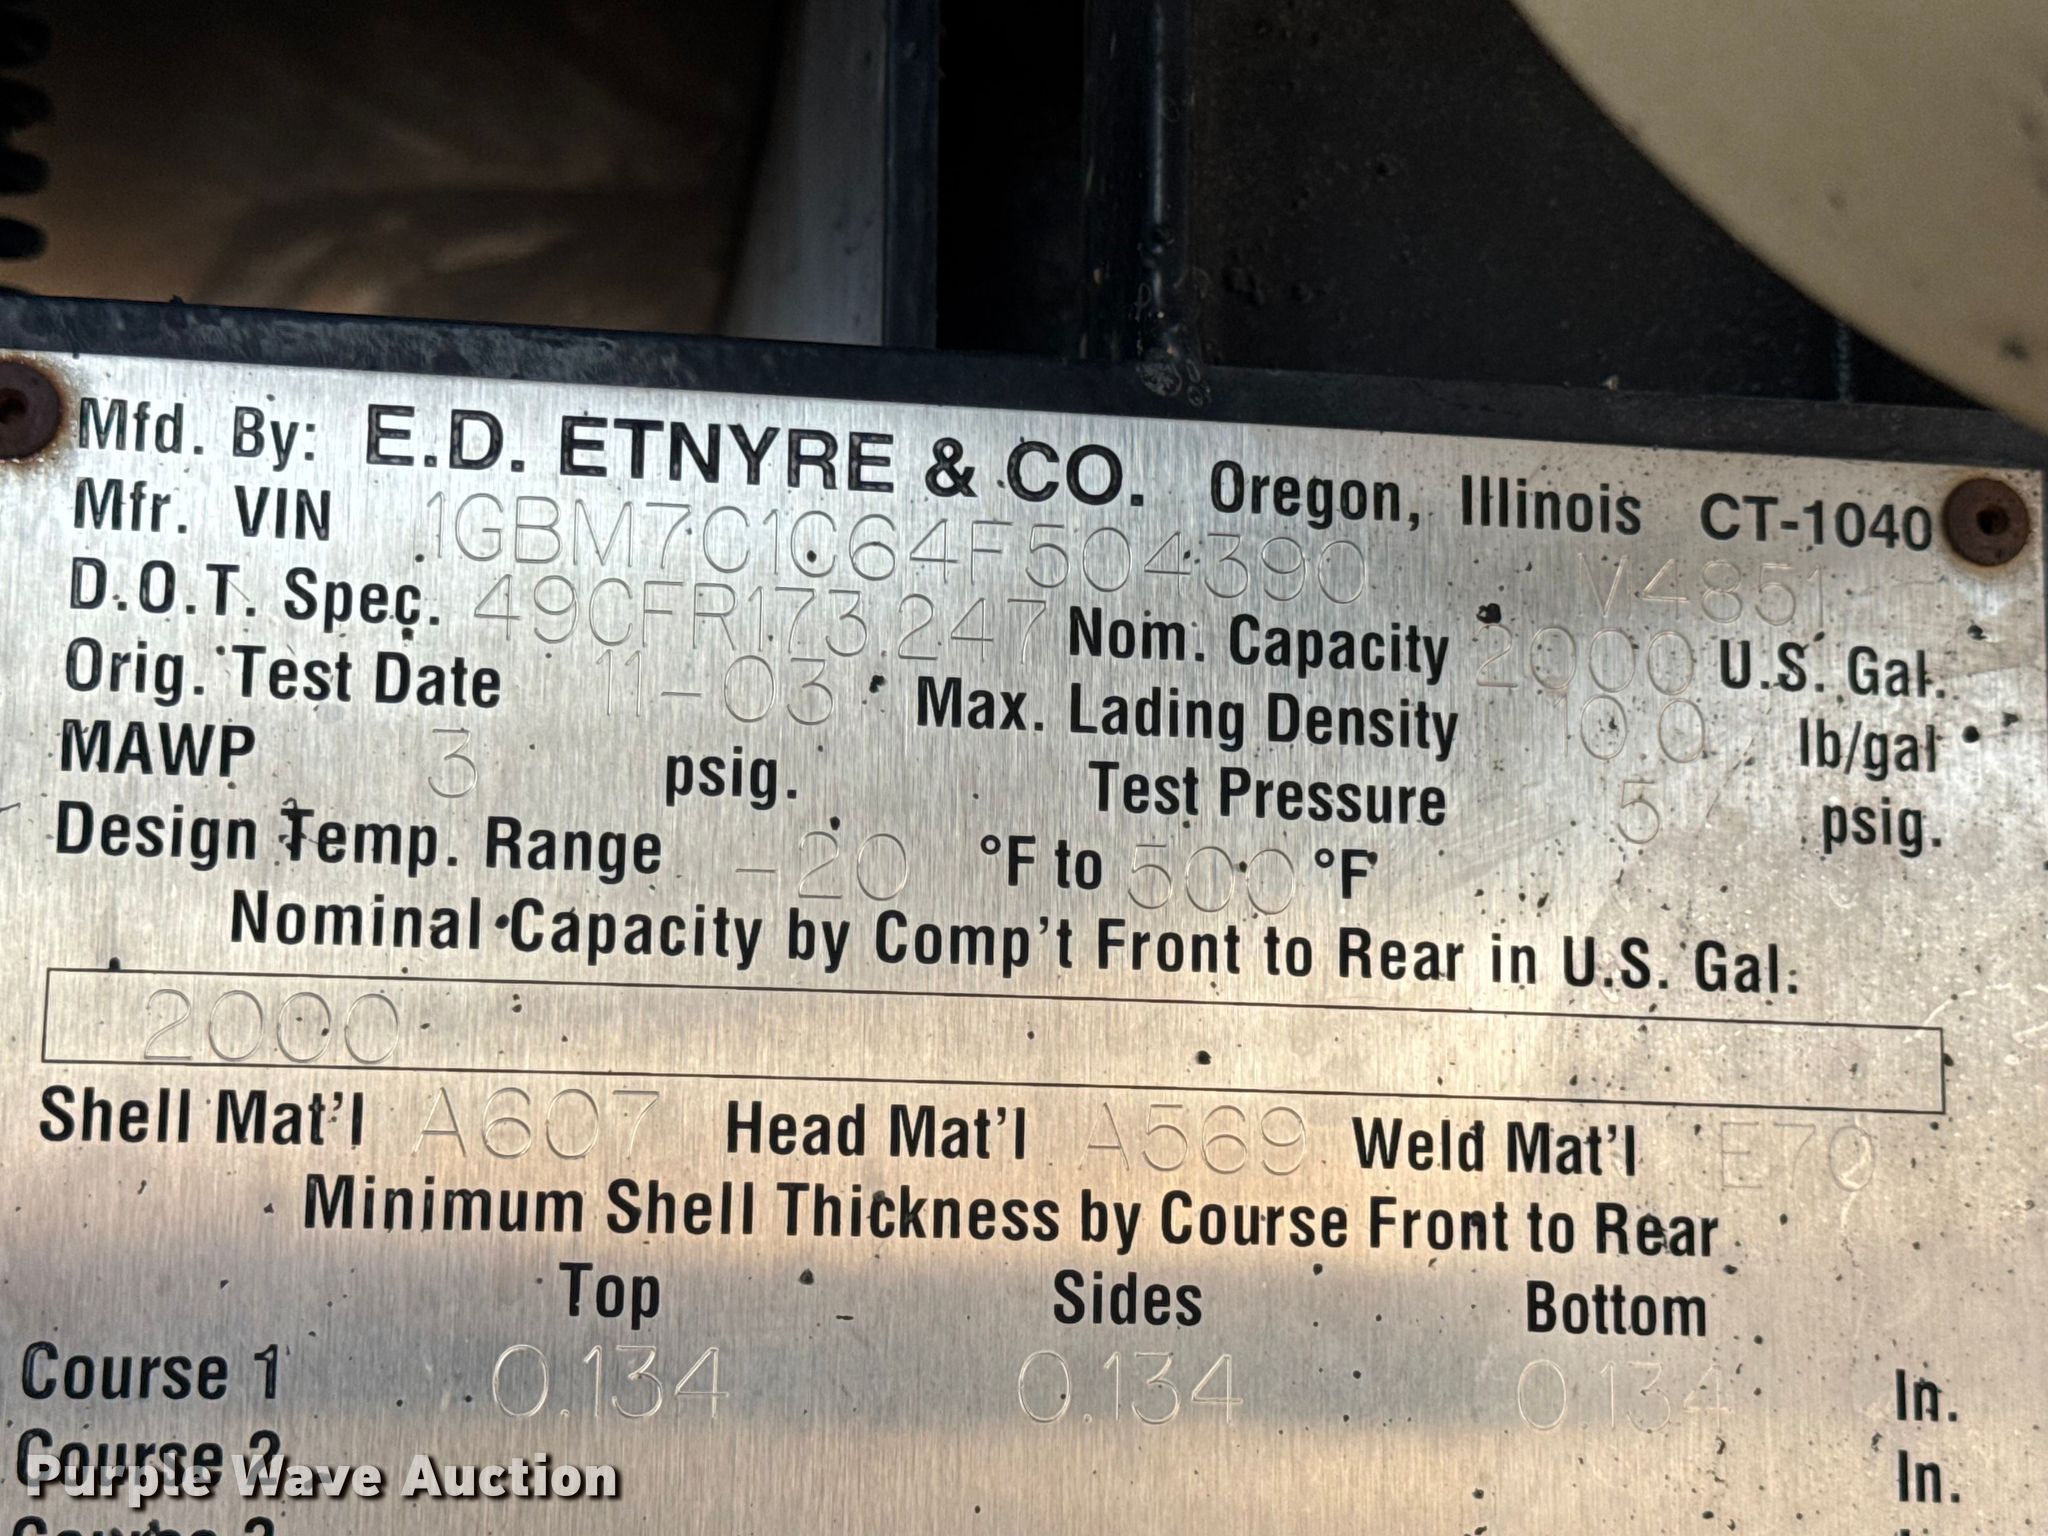 Mfd. By: E.D. ETNYRE & CO. Oregon, Illinois CT-1040
Mfr. VIN 1GBM7C1C64F504390 V4851
D.O.T. Spec. 49CFR173.247 Nom. Capacity 2000 U.S. Gal.
Orig. Test Date 11-03 Max. Lading Density 10.0 lb/gal
MAWP 3 psig. Test Pressure 5 psig.
Design Temp. Range -20 °F to 500 °F
Nominal Capacity by Comp't Front to Rear in U.S. Gal.
2000
Shell Mat'l A607 Head Mat'l A569 Weld Mat'l E70
Minimum Shell Thickness by Course Front to Rear
Top Sides Bottom
Course 1 0.134 0.134 0.134 In.
Course 2 In.
Purple Wave Auction
Course 3